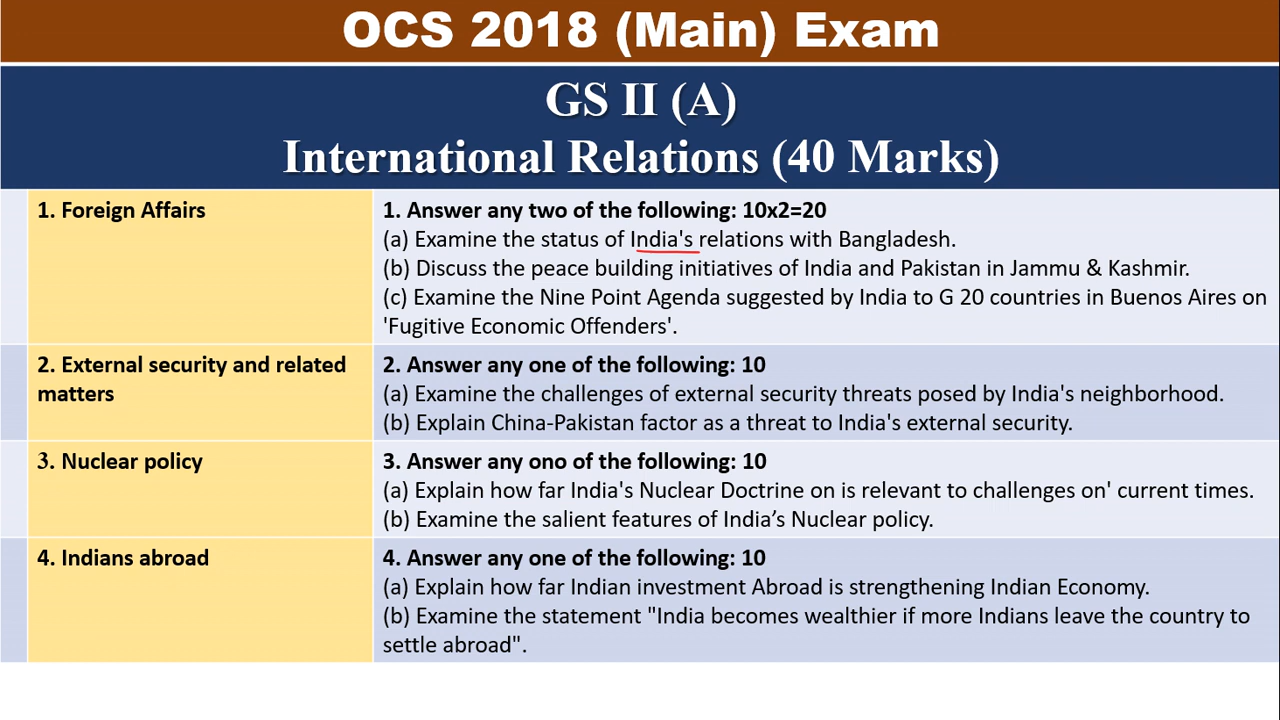 OCS 2018 (Main) Exam
GS II (A)
International Relations (40 Marks)
1. Foreign Affairs
1. Answer any two of the following: 10x2=20
(a) Examine the status of India's relations with Bangladesh.
(b) Discuss the peace building initiatives of India and Pakistan in Jammu & Kashmir.
(c) Examine the Nine Point Agenda suggested by India to G 20 countries in Buenos Aires on
'Fugitive Economic Offenders'.
2. External security and related
matters
2. Answer any one of the following: 10
(a) Examine the challenges of external security threats posed by India's neighborhood.
(b) Explain China-Pakistan factor as a threat to India's external security.
3. Nuclear policy
3. Answer any ono of the following: 10
(a) Explain how far India's Nuclear Doctrine on is relevant to challenges on' current times.
(b) Examine the salient features of India’s Nuclear policy.
4. Indians abroad
4. Answer any one of the following: 10
(a) Explain how far Indian investment Abroad is strengthening Indian Economy.
(b) Examine the statement "India becomes wealthier if more Indians leave the country to
settle abroad".